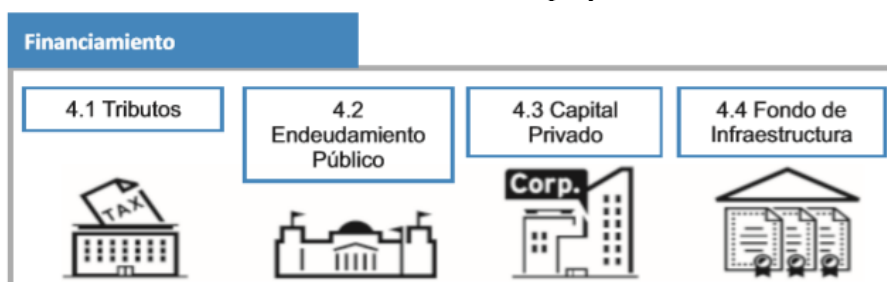 Financiamiento
4.1 Tributos
4.2
Endeudamiento
Público
4.3 Capital
Privado
4.4 Fondo de
Infraestructura
TAX
Corp.